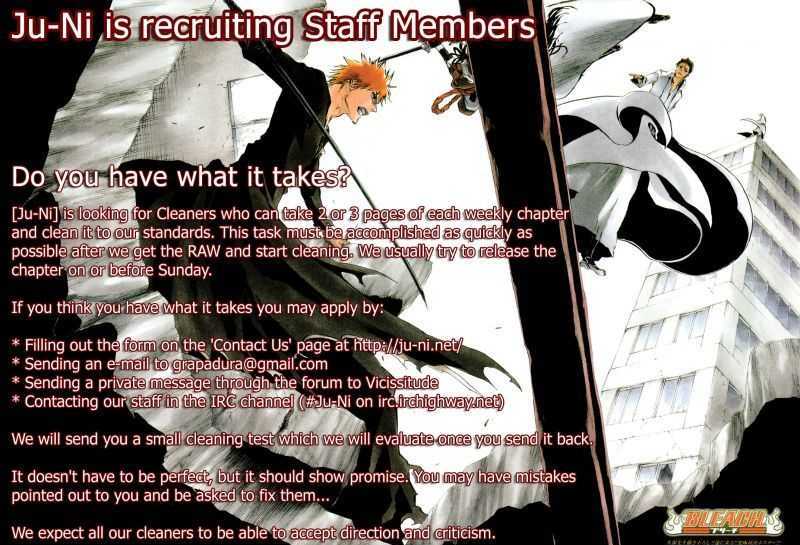 Ju-Ni is recruiting Staff Members
Do you have what it takes?
[Ju-Ni] is looking for Cleaners who can take 2 or 3 pages of each weekly chapter
and clean it to our standards. This task must be accomplished as quickly as
possible after we get the RAW and start cleaning. We usually try to release the
chapter on or before Sunday.
If you think you have what it takes you may apply by:
* Filling out the form on the 'Contact Us' page at http://ju-ni.net/
* Sending an e-mail to grapadura@gmail.com
* Sending a private message through the forum to Vicissitude
* Contacting our staff in the IRC channel (#Ju-Ni on irc.irchighway.net)
We will send you a small cleaning test which we will evaluate once you send it back.
It doesn't have to be perfect, but it should show promise. You may have mistakes
pointed out to you and be asked to fix them...
We expect all our cleaners to be able to accept direction and criticism.
BLEACH